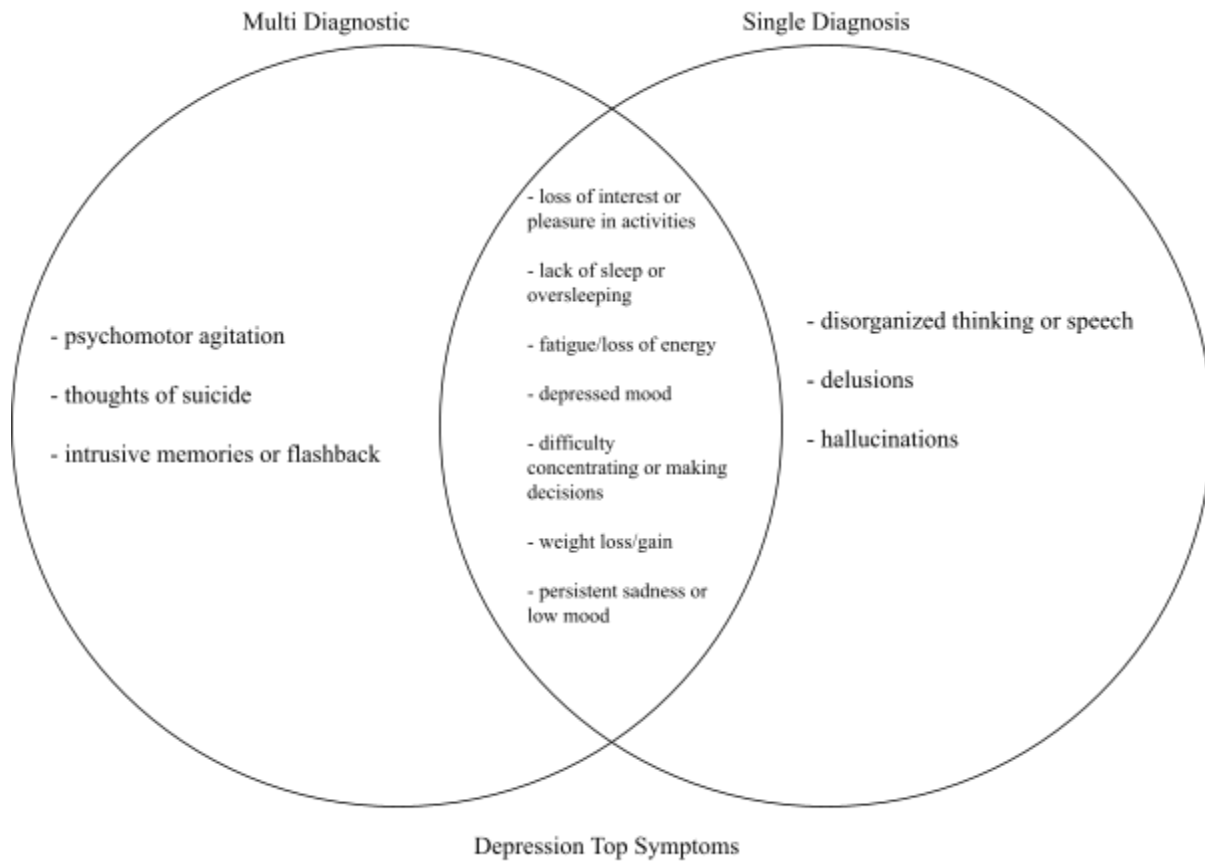 Multi Diagnostic
Single Diagnosis
- psychomotor agitation
- thoughts of suicide
- intrusive memories or flashback
- loss of interest or
pleasure in activities
- lack of sleep or
oversleeping
- fatigue/loss of energy
- depressed mood
- difficulty
concentrating or making
decisions
- weight loss/gain
- persistent sadness or
low mood
- disorganized thinking or speech
- delusions
- hallucinations
Depression Top Symptoms